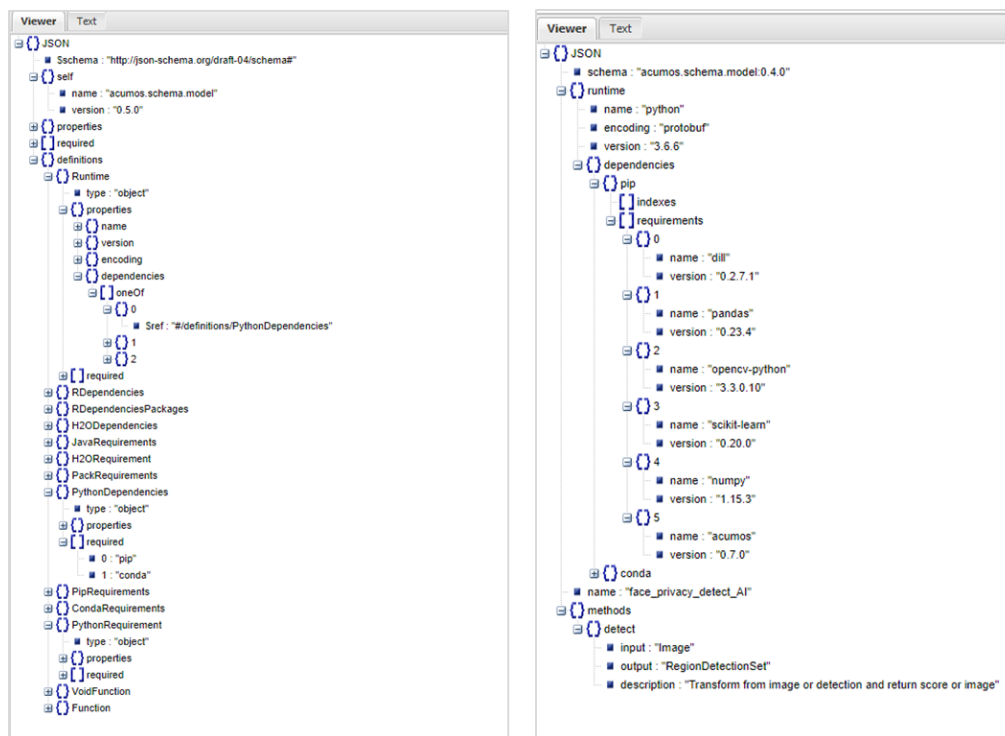 Viewer Text
JSON
$schema : "http://json-schema.org/draft-04/schema#"
self
name : "acumos.schema.model"
version : "0.5.0"
properties
required
definitions
Runtime
type : "object"
properties
name
version
encoding
dependencies
oneOf
0
$ref : "#/definitions/PythonDependencies"
1
2
required
RDependencies
RDependenciesPackages
H2ODependencies
JavaRequirements
H2ORequirement
PackRequirements
PythonDependencies
type : "object"
properties
required
0 : "pip"
1 : "conda"
PipRequirements
CondaRequirements
PythonRequirement
type : "object"
properties
required
VoidFunction
Function
Viewer Text
JSON
schema : "acumos.schema.model:0.4.0"
runtime
name : "python"
encoding : "protobuf"
version : "3.6.6"
dependencies
pip
indexes
requirements
0
name : "dill"
version : "0.2.7.1"
1
name : "pandas"
version : "0.23.4"
2
name : "opencv-python"
version : "3.3.0.10"
3
name : "scikit-learn"
version : "0.20.0"
4
name : "numpy"
version : "1.15.3"
5
name : "acumos"
version : "0.7.0"
conda
name : "face_privacy_detect_AI"
methods
detect
input : "Image"
output : "RegionDetectionSet"
description : "Transform from image or detection and return score or image"